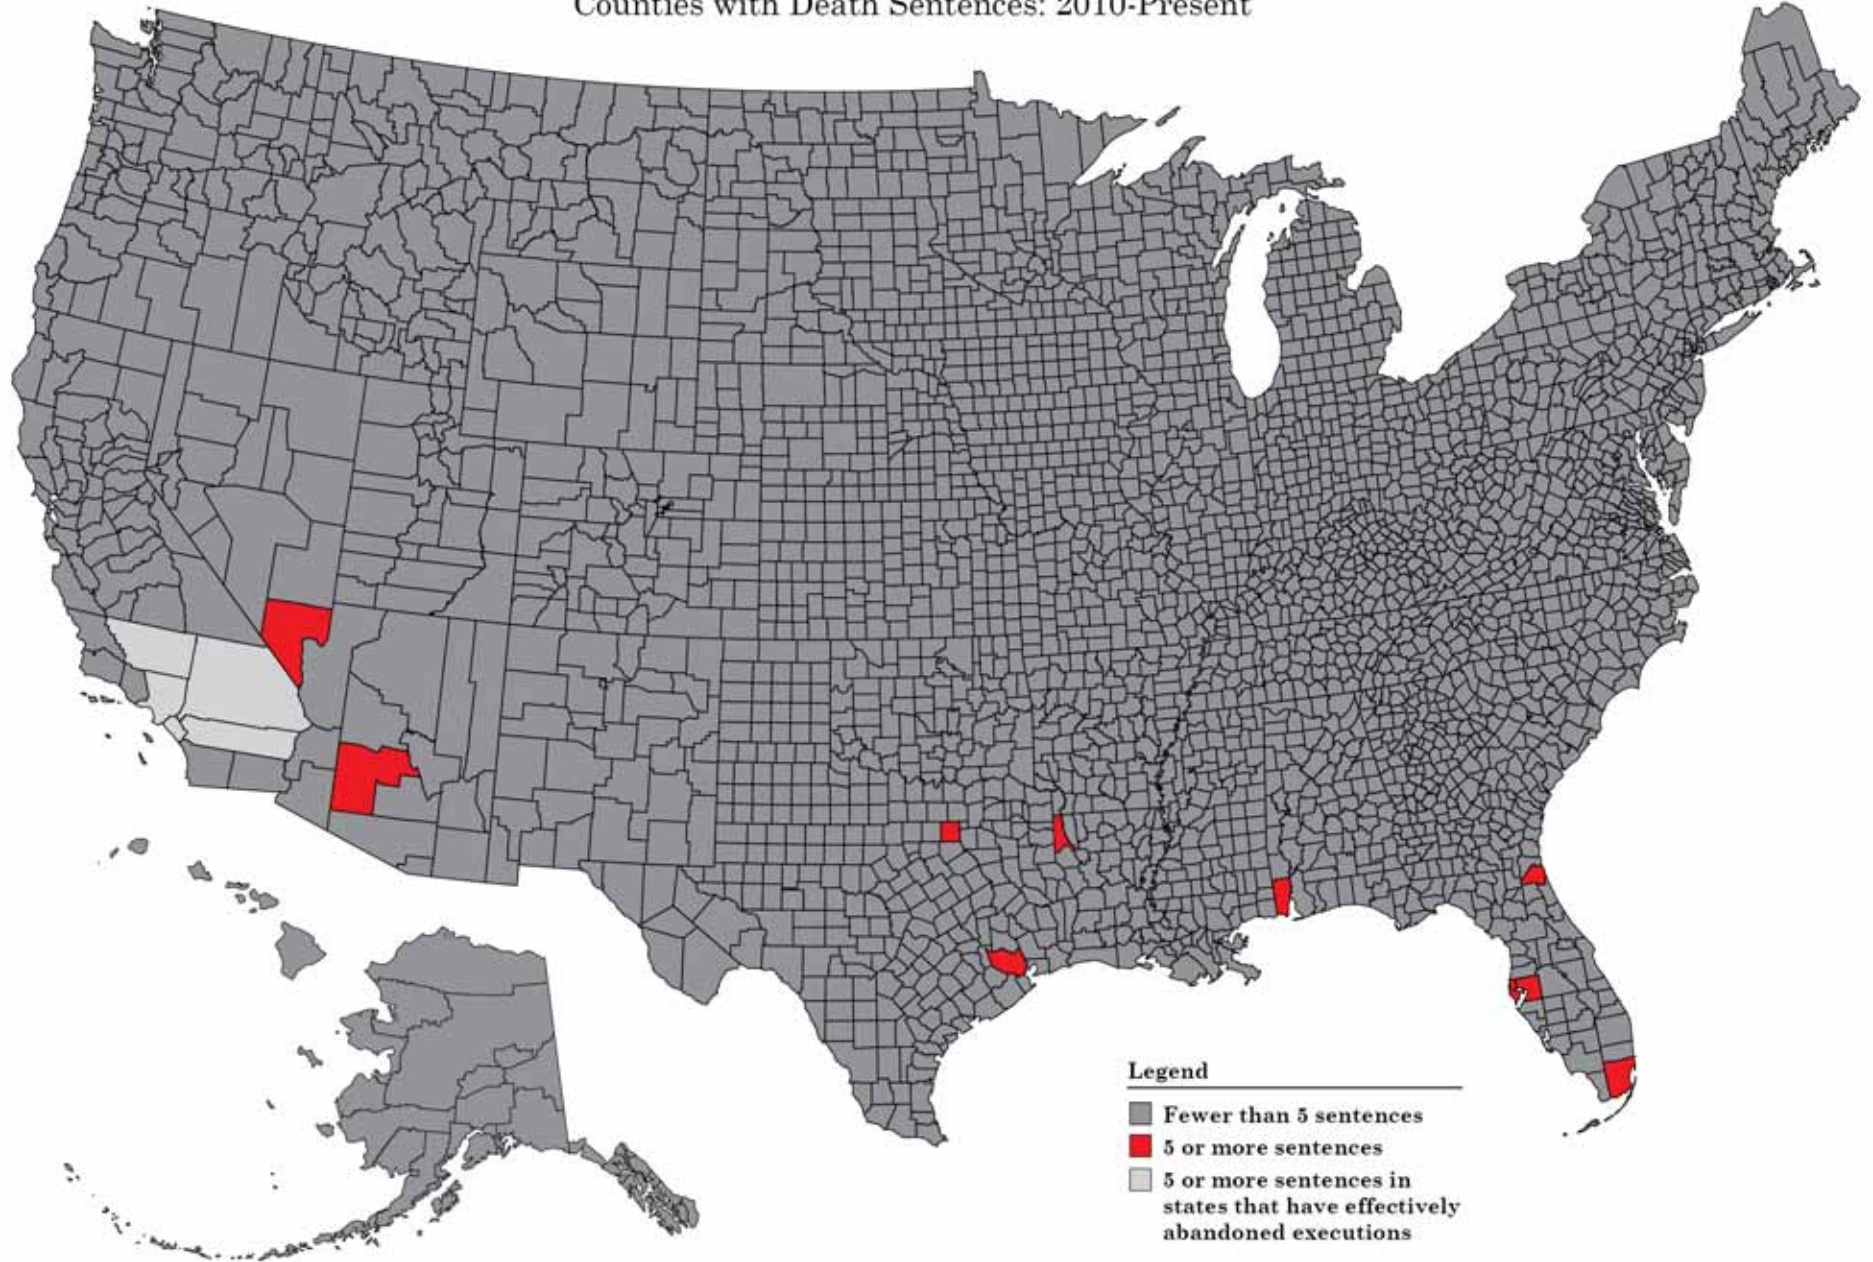 Counties with Death Sentences: 2010-Present
Legend
Fewer than 5 sentences
5 or more sentences
5 or more sentences in
states that have effectively
abandoned executions